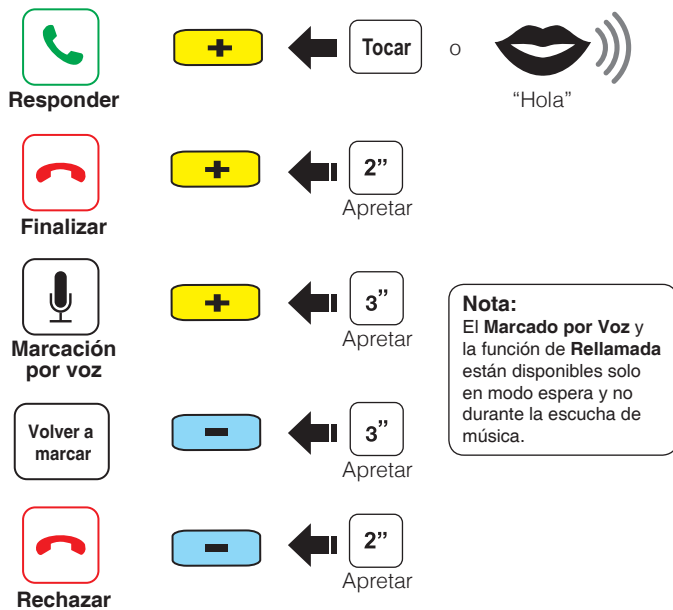 +
Tocar
o
Responder
“Hola”
+
2”
Finalizar
Apretar
+
3”
Marcación
por voz
Apretar
Nota:
El Marcado por Voz y
la función de Rellamada
están disponibles solo
en modo espera y no
durante la escucha de
música.
Volver a
marcar
-
3”
Apretar
-
2”
Rechazar
Apretar